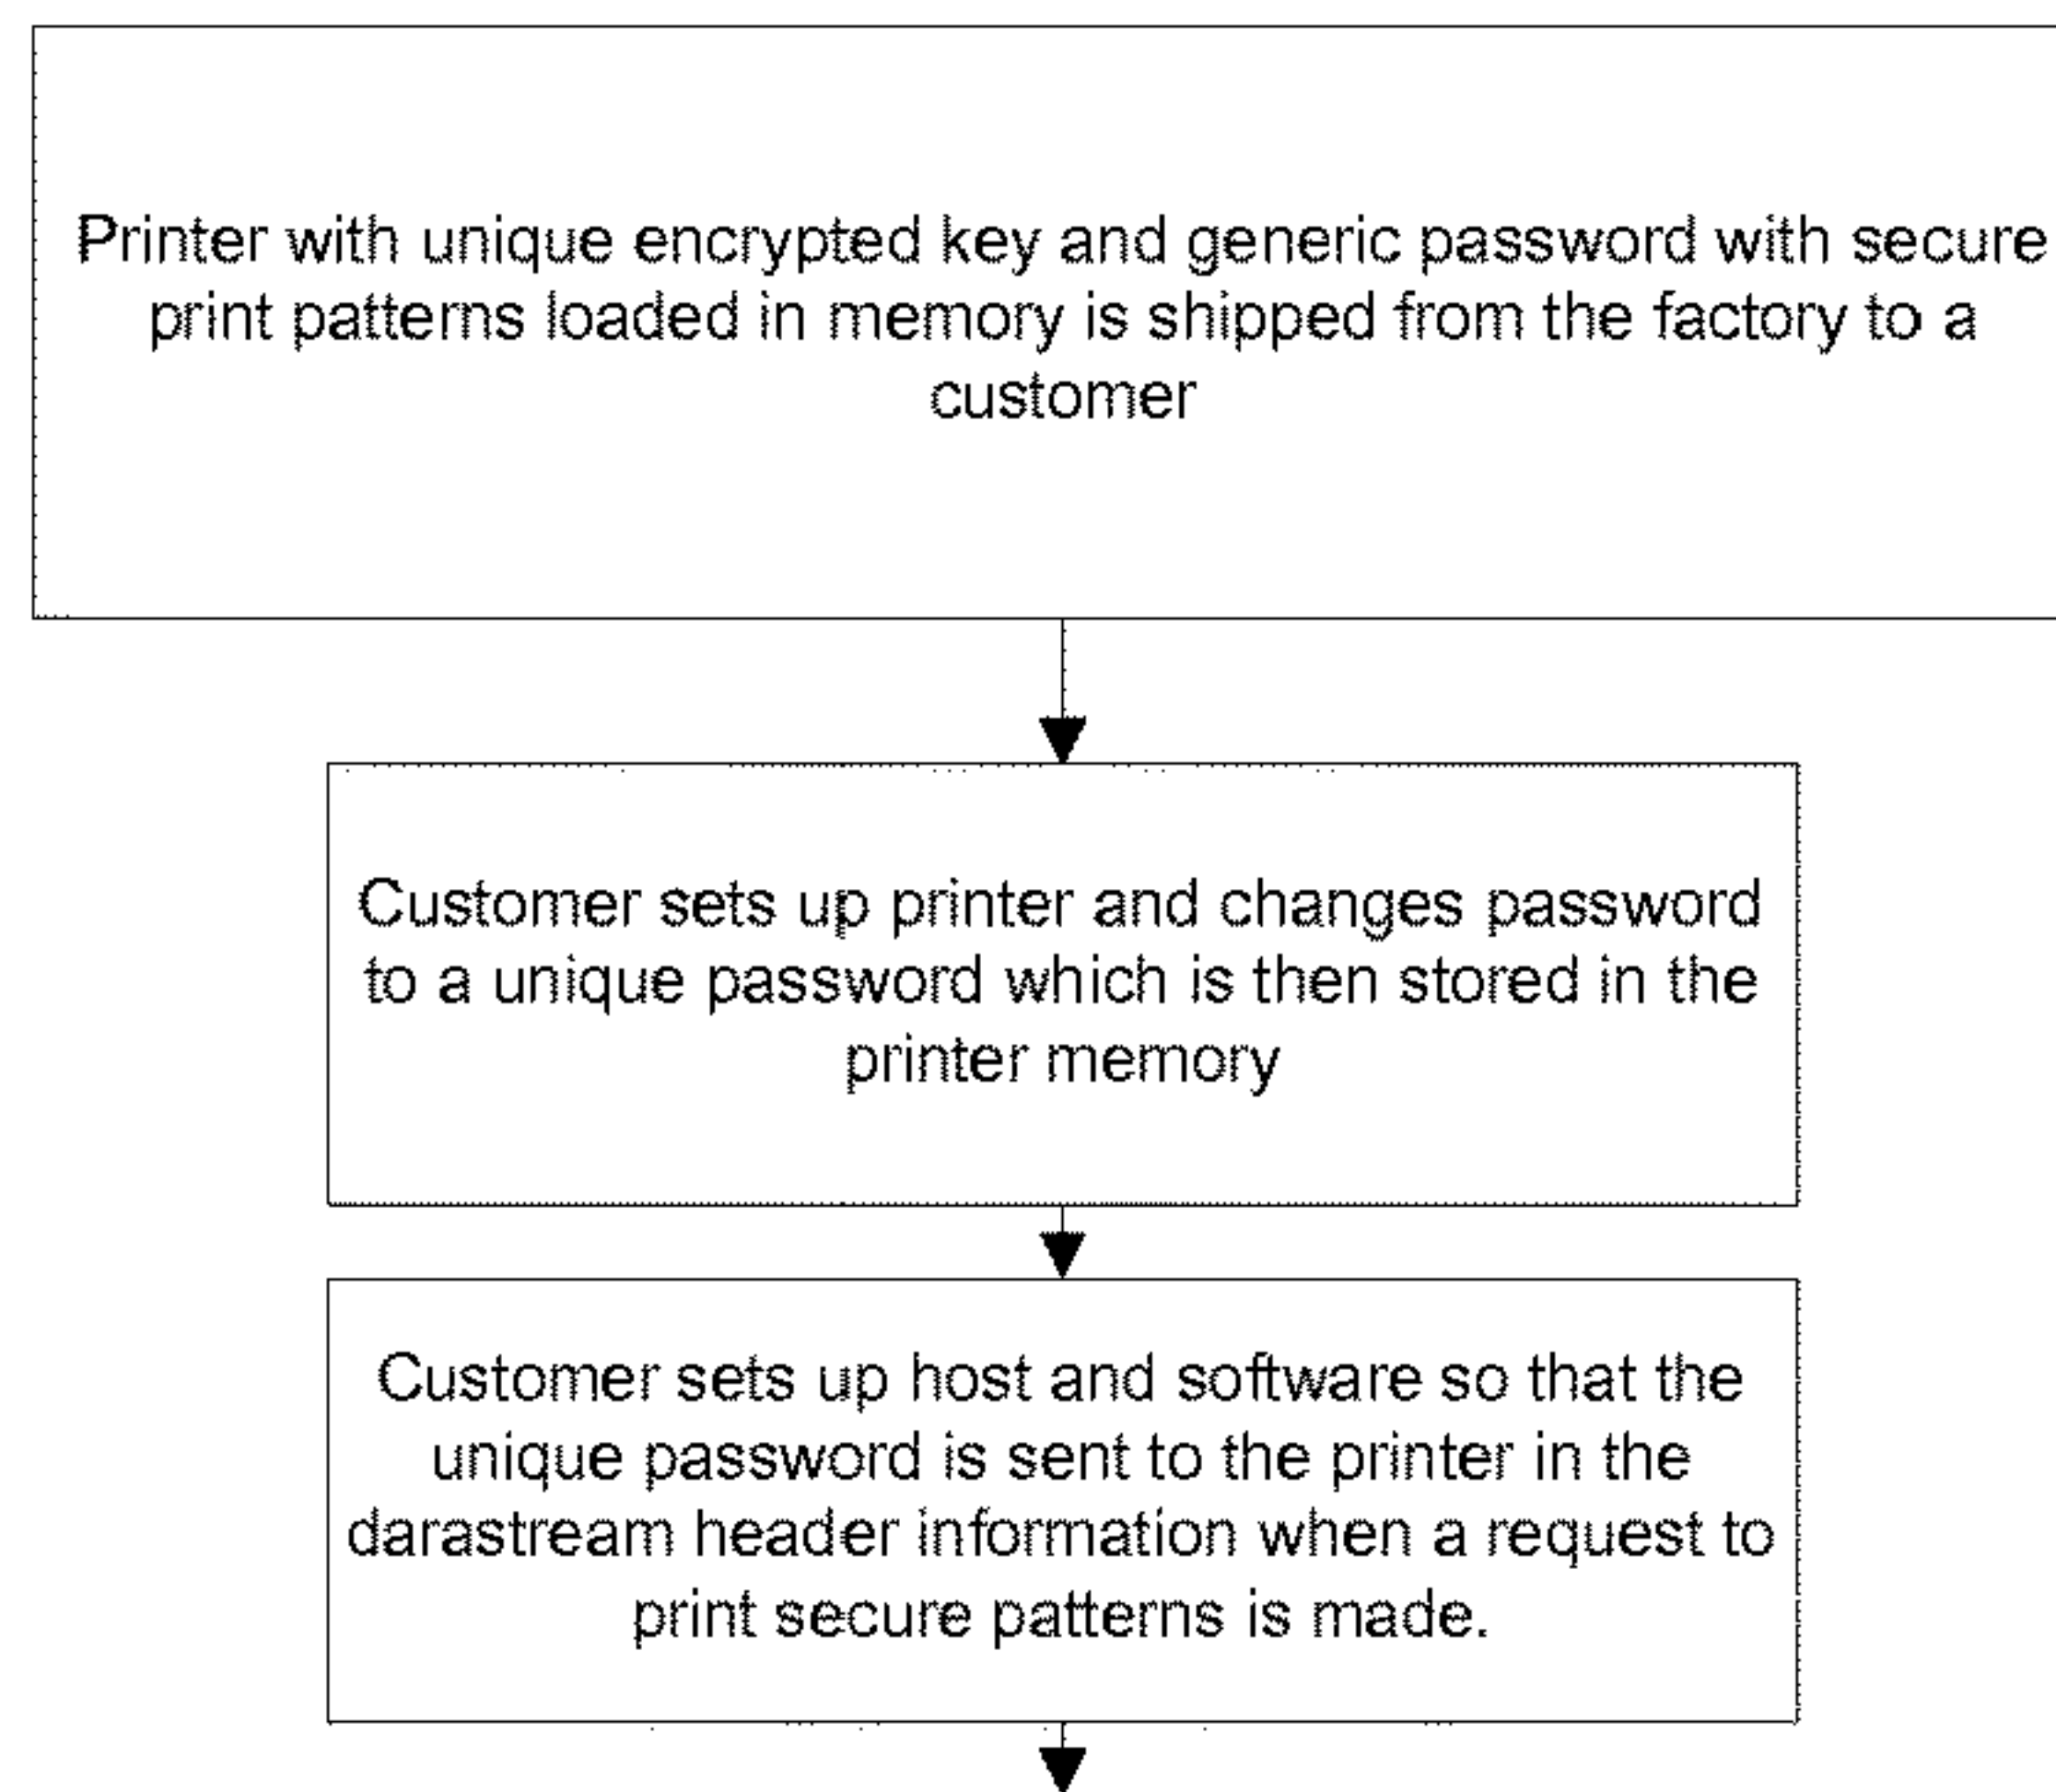 Printer with unique encrypted key and generic password with secure
print patterns loaded in memory is shipped from the factory to a
customer
Customer sets up printer and changes password
to a unique password which is then stored in the
printer memory
Customer sets up host and software so that the
unique password is sent to the printer in the
darastream header information when a request to
print secure patterns is made.